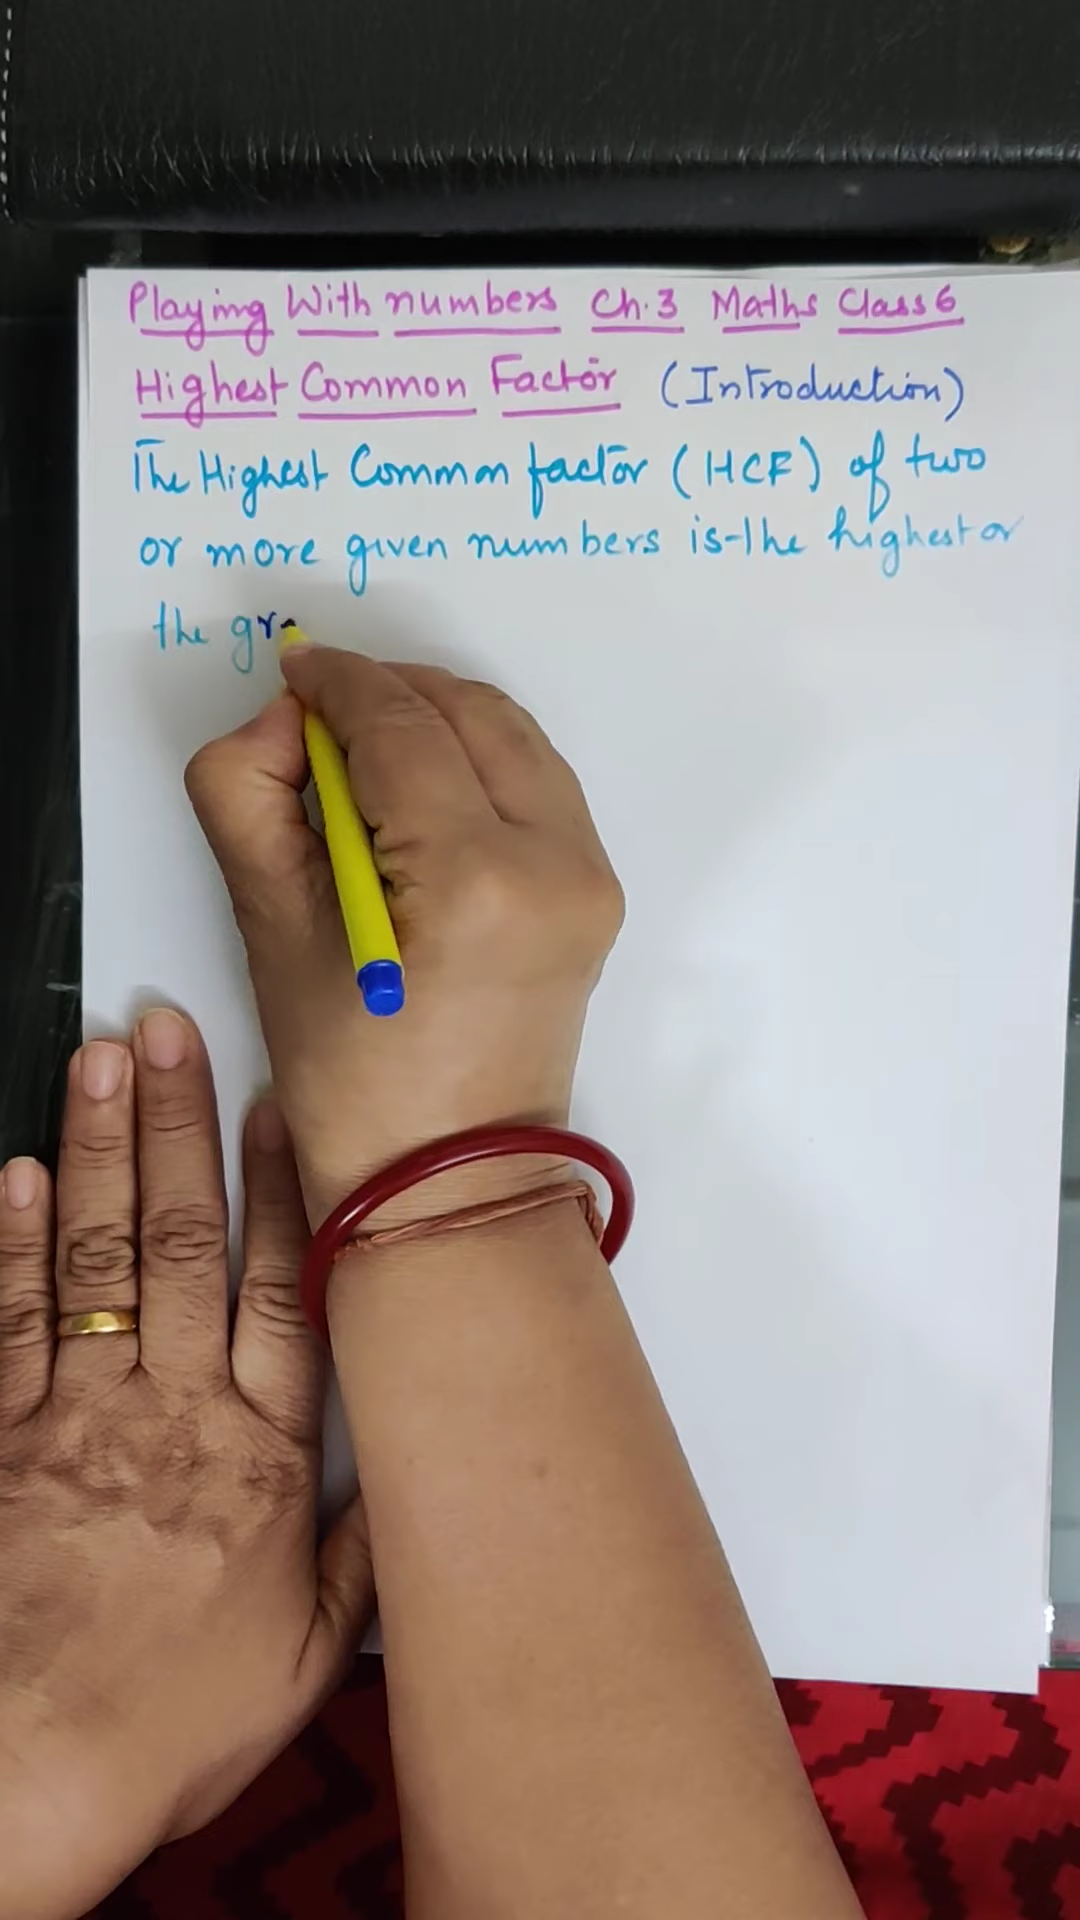 Playing With numbers Ch.3 Maths Class 6
Highest Common Factor (Introduction)
The Highest Common factor (HCF) of two
or more given numbers is the highest or
the gre